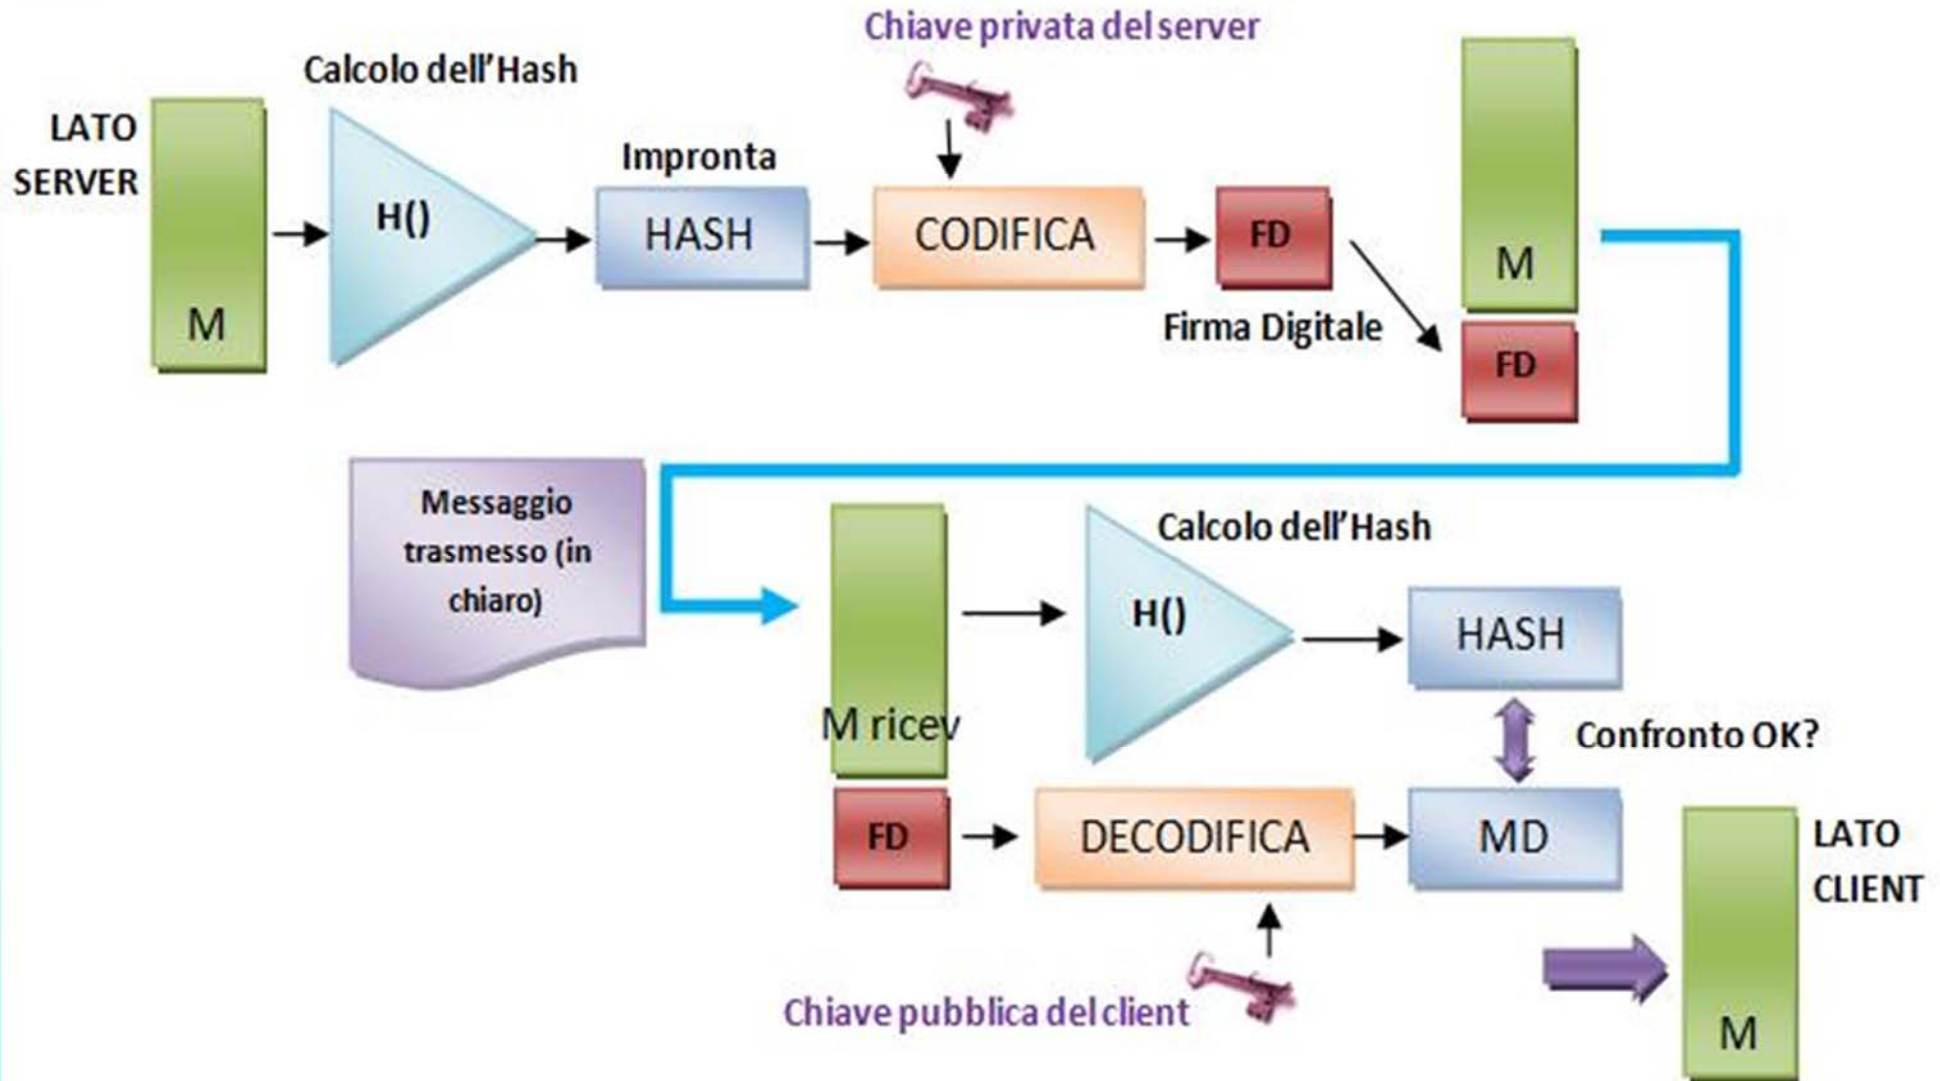 Chiave privata del server
Calcolo dell'Hash
LATO
SERVER
M
H()
Impronta
HASH
CODIFICA
FD
Firma Digitale
M
FD
Messaggio
trasmesso (in
chiaro)
Calcolo dell'Hash
M ricev
H()
HASH
Confronto OK?
FD
DECODIFICA
MD
LATO
CLIENT
Chiave pubblica del client
M